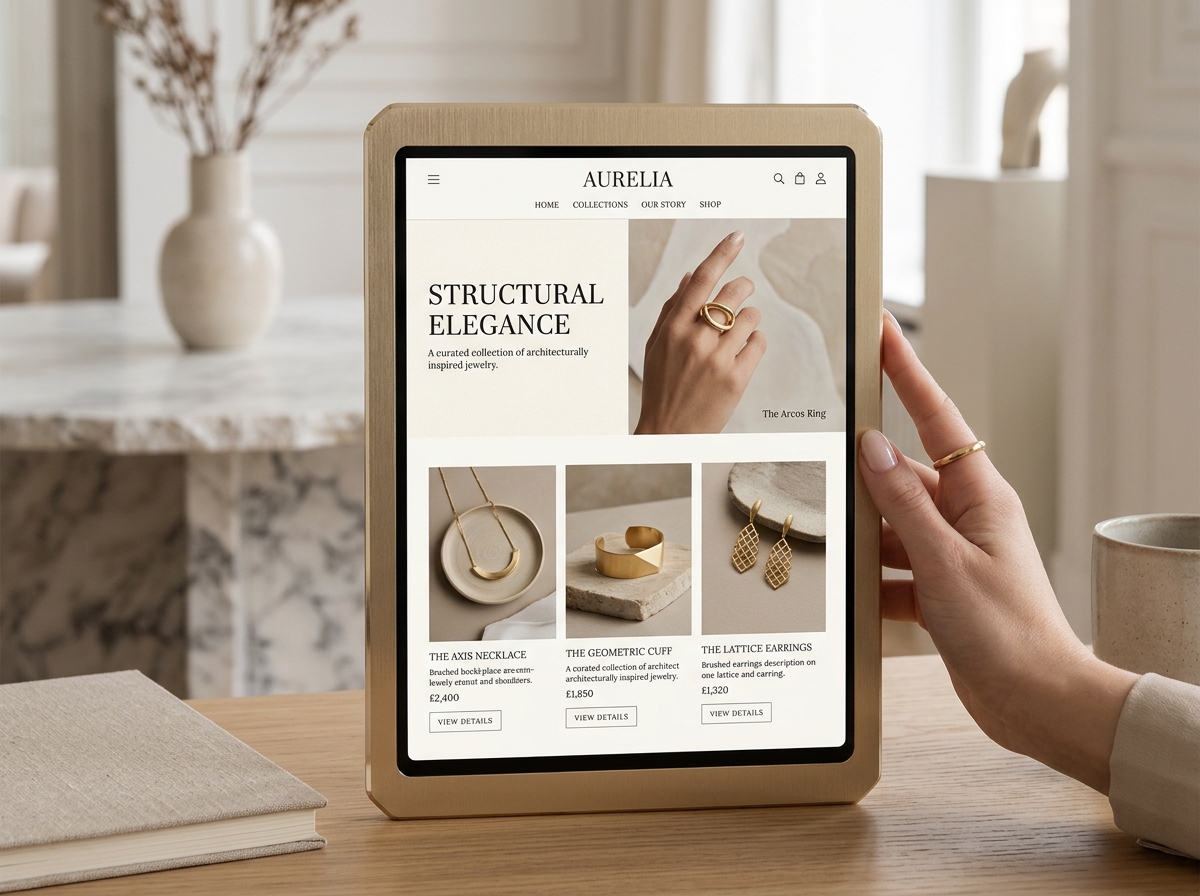 AURELIA
HOME COLLECTIONS OUR STORY SHOP
STRUCTURAL
ELEGANCE
A curated collection of architecturally
inspired jewelry.
The Arcos Ring
THE AXIS NECKLACE
place
and
£2,400
VIEW DETAILS
THE GEOMETRIC CUFF
A corated collection of architect
architecturally inspired jewelry.
£1,850
VIEW DETAILS
THE LATTICE EARRINGS
Brushed earrings description on
one lattice and carring.
£1,320
VIEW DETAILS